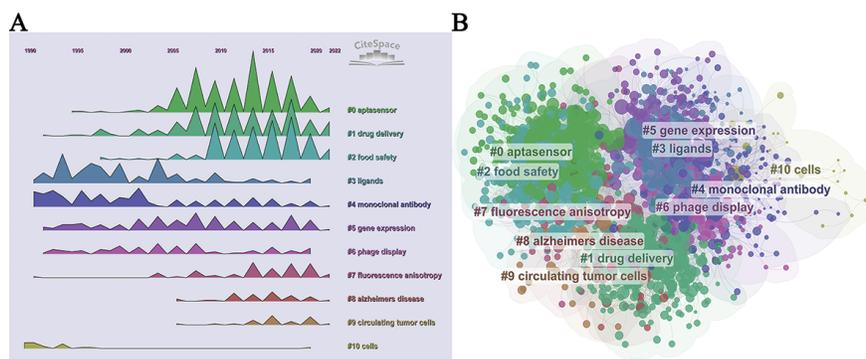 A
1990 1995 2000 2005 2010 2015 2020 2022
CiteSpace
#0 aptasensor
#1 drug delivery
#2 food safety
#3 ligands
#4 monoclonal antibody
#5 gene expression
#6 phage display
#7 fluorescence anisotropy
#8 alzheimers disease
#9 circulating tumor cells
#10 cells
B
#5 gene expression
#0 aptasensor
#3 ligands
#2 food safety
#10 cells
#4 monoclonal antibody
#7 fluorescence anisotropy
#6 phage display
#8 alzheimers disease
#1 drug delivery
#9 circulating tumor cells